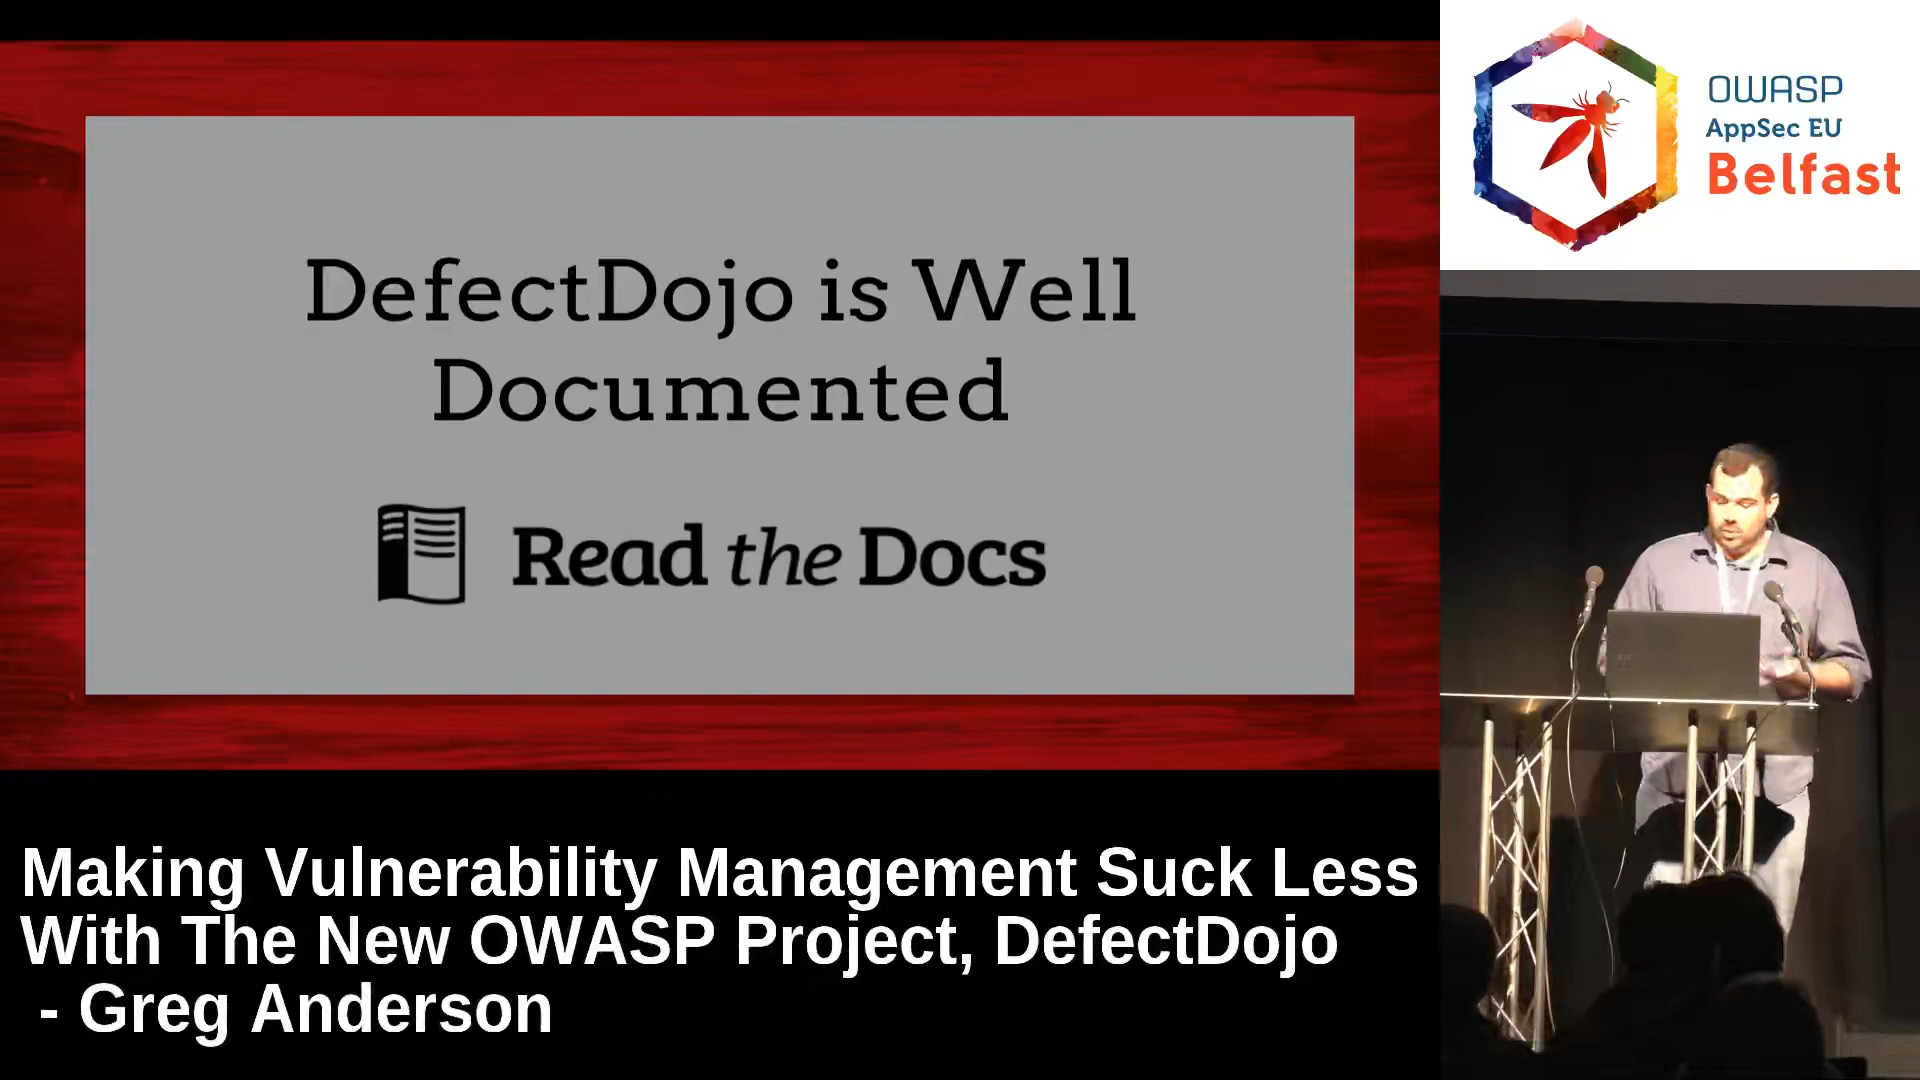 DefectDojo is Well
Documented
Read the Docs
OWASP
AppSec EU
Belfast
Making Vulnerability Management Suck Less
With The New OWASP Project, DefectDojo
- Greg Anderson